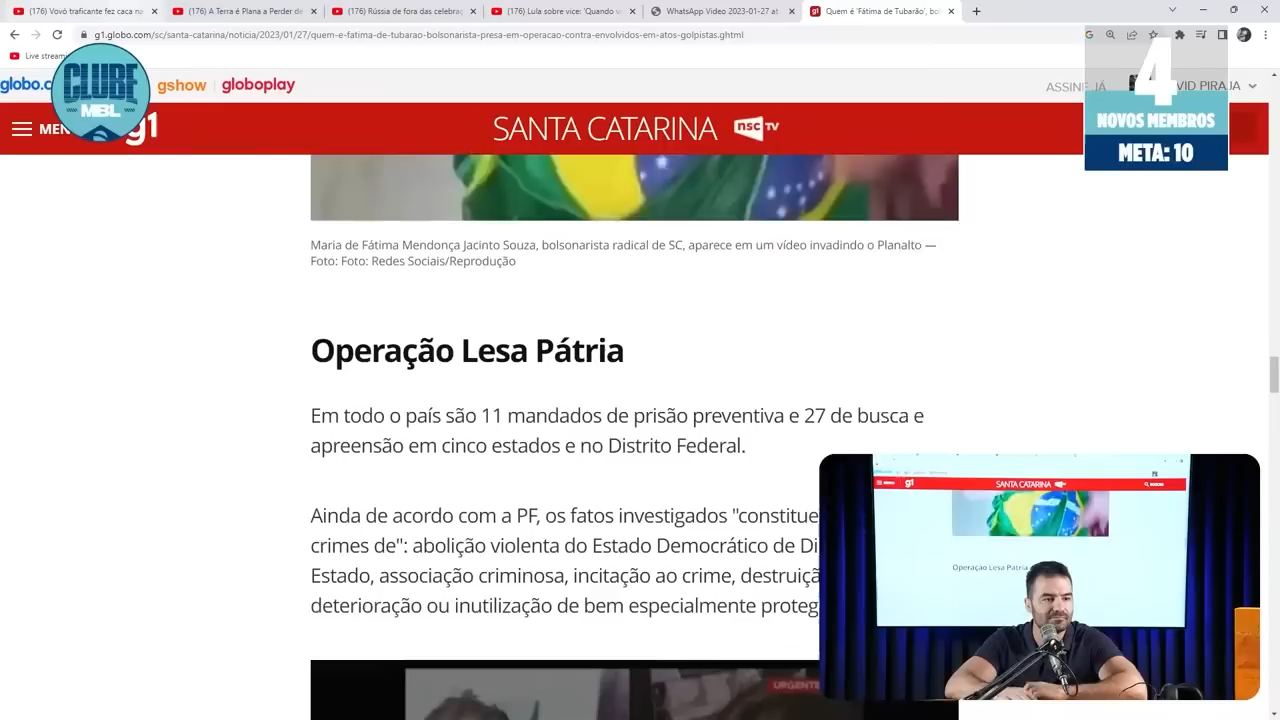 (176) Vovó traficante fez caca n
(176) A Terra é Plana a Perder de
(176) Rússia de fora das celebraç
(176) Lula sobre vice: 'Quando v
WhatsApp Video 2023-01-27 at
Quem é 'Fátima de Tubarão', bol
g1.globo.com/sc/santa-catarina/noticia/2023/01/27/quem-e-fatima-de-tubarao-bolsonarista-presa-em-operacao-contra-envolvidos-em-atos-golpistas.ghtml
Live streami
globo.c
gshow
globoplay
ASSINE JÁ
VID PIRAJA
CLUBE
MBL
4
NOVOS MEMBROS
META: 10
MEN
g1
SANTA CATARINA
nsc TV
Maria de Fátima Mendonça Jacinto Souza, bolsonarista radical de SC, aparece em um vídeo invadindo o Planalto —
Foto: Foto: Redes Sociais/Reprodução
Operação Lesa Pátria
Em todo o país são 11 mandados de prisão preventiva e 27 de busca e
apreensão em cinco estados e no Distrito Federal.
Ainda de acordo com a PF, os fatos investigados "constitue
crimes de": abolição violenta do Estado Democrático de Di
Estado, associação criminosa, incitação ao crime, destruiçã
deterioração ou inutilização de bem especialmente proteg
URGENTE
g1
SANTA CATARINA
Operação Lesa Pátria